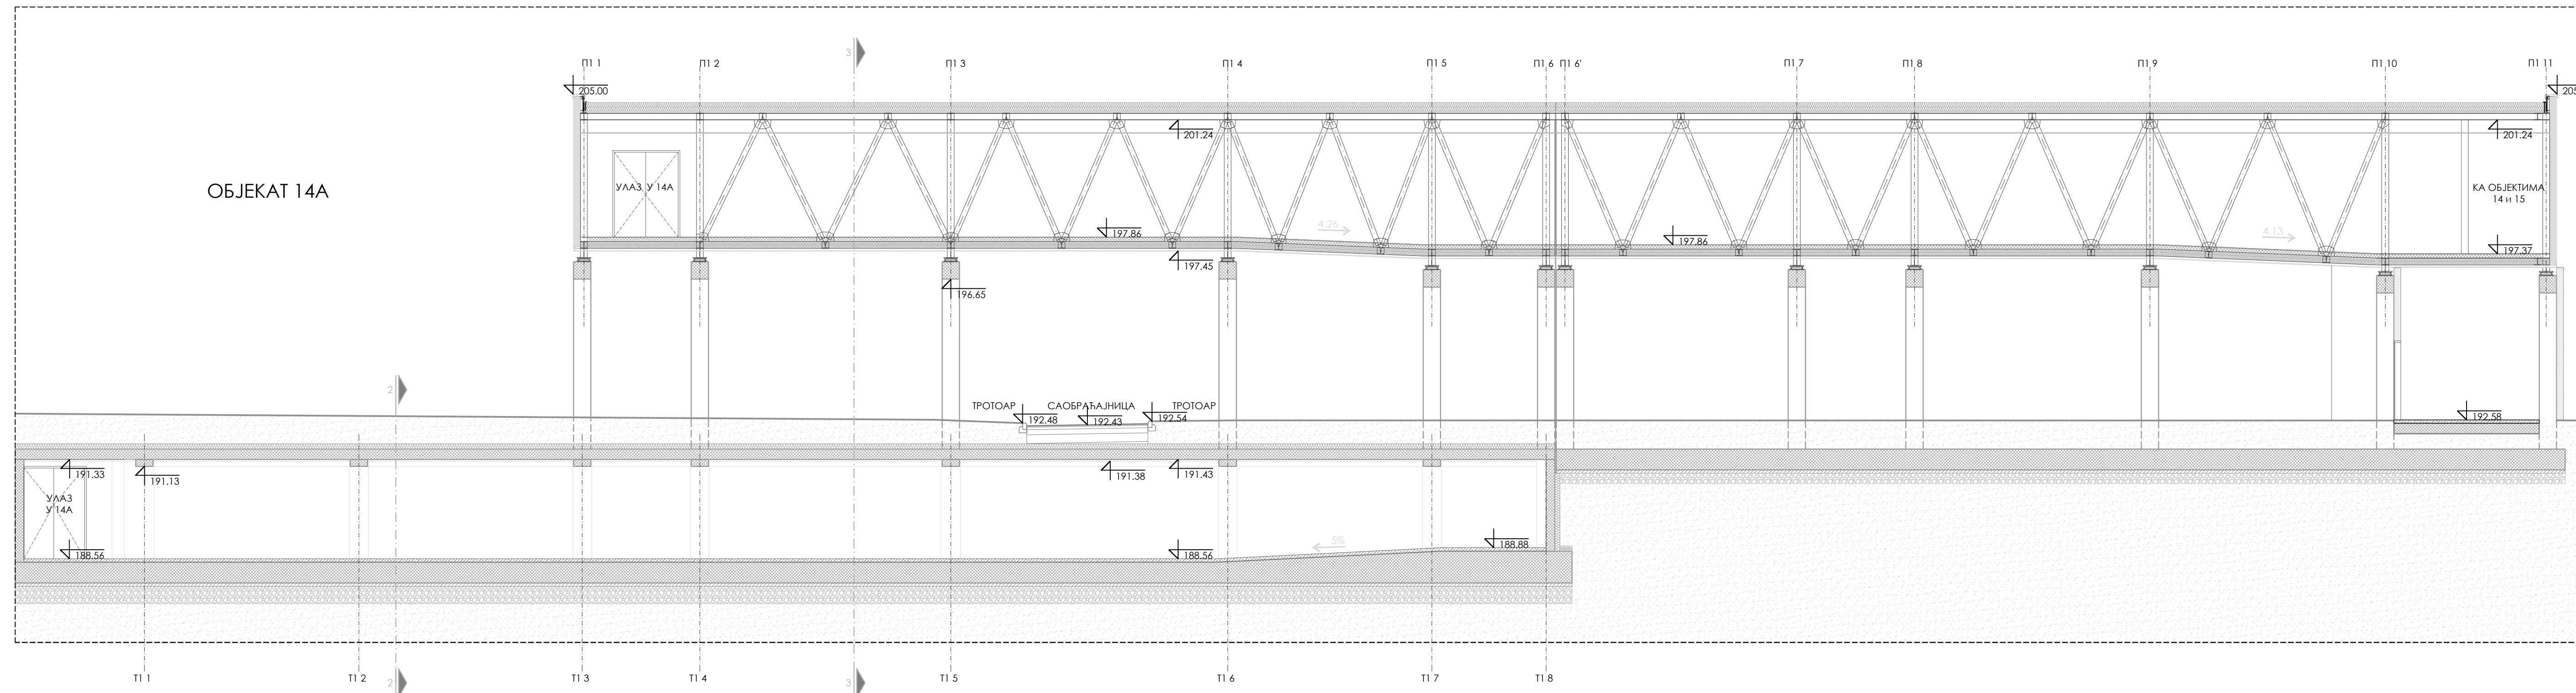 3
П1 1
П1 2
П1 3
П1 4
П1 5
П1 6
П1 6'
П1 7
П1 8
П1 9
П1 10
П1 11
205.00
201.24
201.24
ОБЈЕКАТ 14А
УЛАЗ У 14А
КА ОБЈЕКТИМА
14 и 15
4,26
197.86
197.86
4,13
197.37
197.45
196.65
2
ТРОТОАР
САОБРАЋАЈНИЦА
ТРОТОАР
192.48
192.43
192.54
192.58
191.33
191.13
191.38
191.43
УЛАЗ
У 14А
188.56
188.56
5%
188.88
Т1 1
Т1 2
2
Т1 3
Т1 4
3
Т1 5
Т1 6
Т1 7
Т1 8